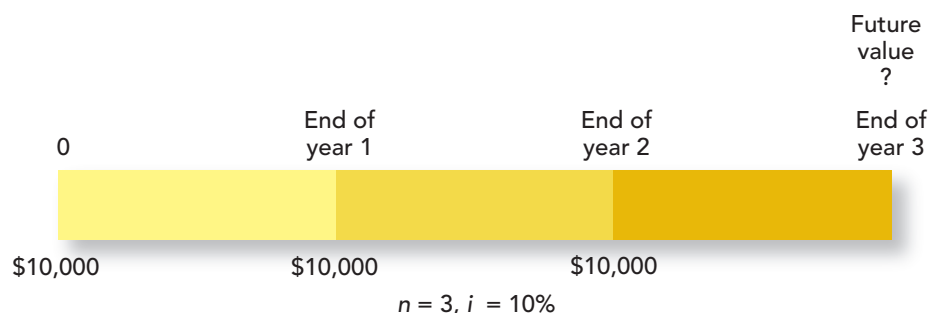 Future
value
?
0
End of
year 1
End of
year 2
End of
year 3
$10,000
$10,000
$10,000
n = 3, i = 10%